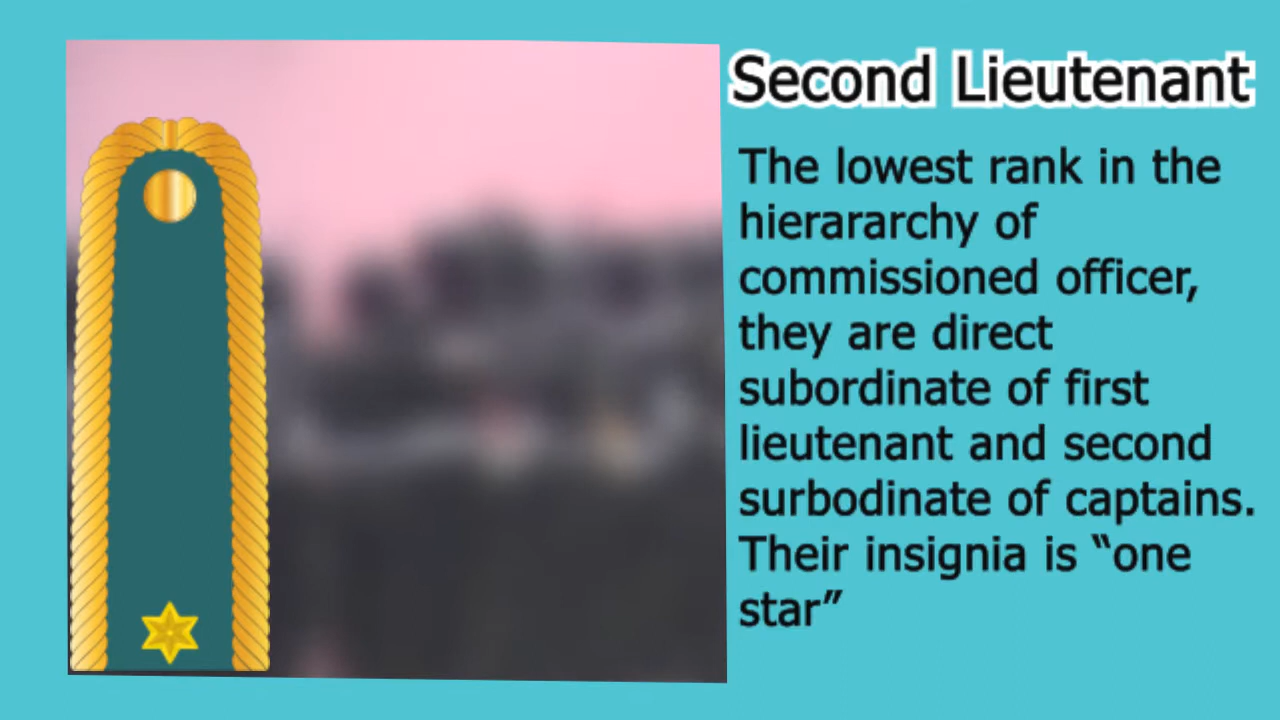 Second Lieutenant
The lowest rank in the
hierararchy of
commissioned officer,
they are direct
subordinate of first
lieutenant and second
surbodinate of captains.
Their insignia is “one
star”